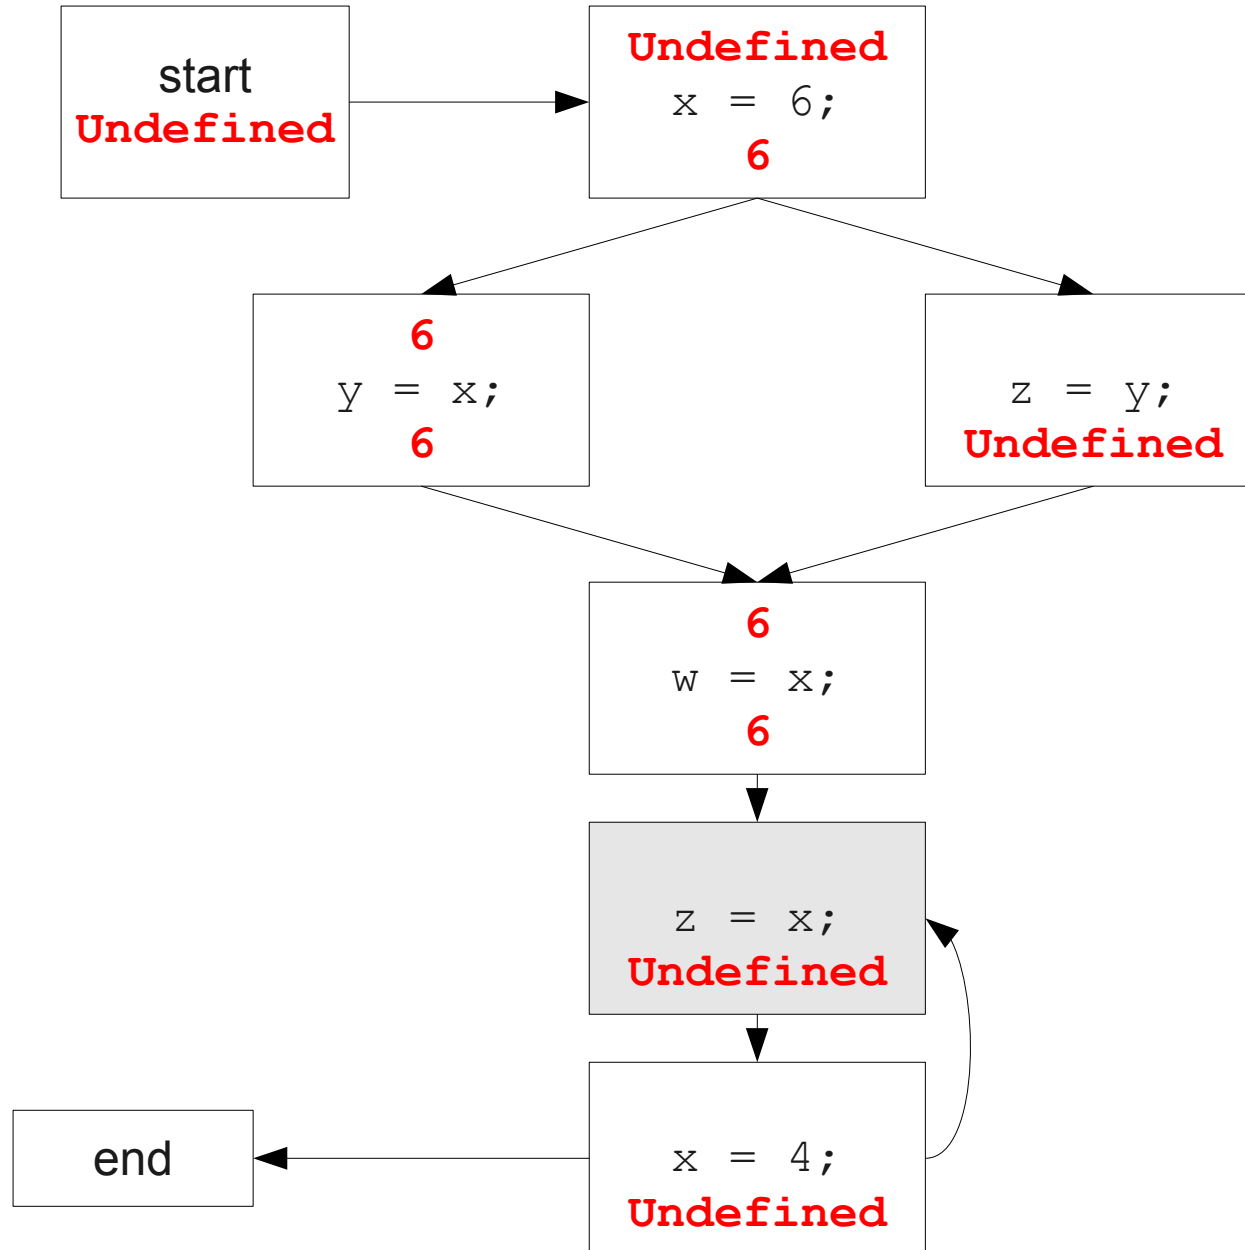 start
Undefined
Undefined
x = 6;
6
6
y = x;
6
z = y;
Undefined
6
w = x;
6
z = x;
Undefined
end
x = 4;
Undefined